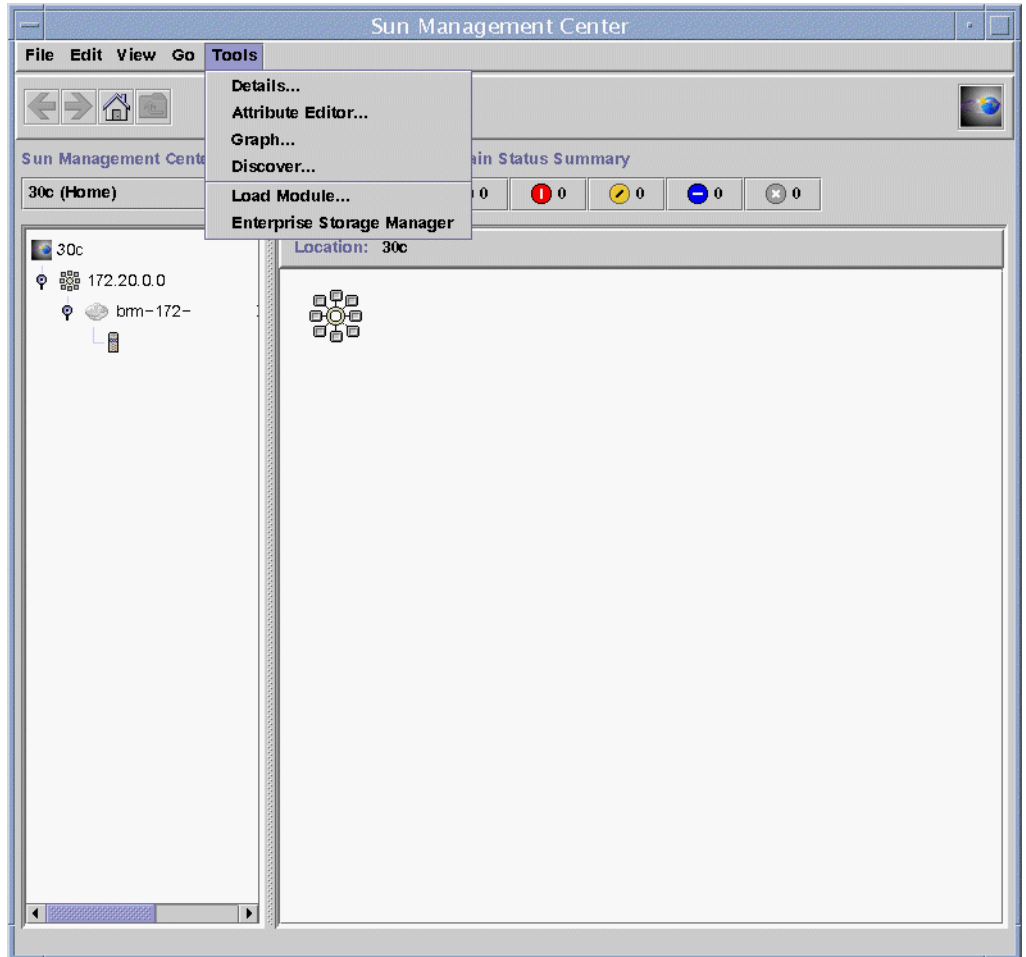 Sun Management Center
File Edit View Go Tools
Details...
Attribute Editor...
Graph...
Discover...
Load Module...
Enterprise Storage Manager
Sun Management Cente
ain Status Summary
30c (Home)
0 0 0 0 0
Location: 30c
30c
172.20.0.0
brm-172-